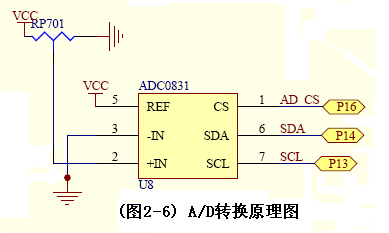 VCC
RP701
VCC
ADC0831
5 REF CS 1 AD_CS P16
3 -IN SDA 6 SDA P14
2 +IN SCL 7 SCL P13
U8
(图2-6) A/D转换原理图